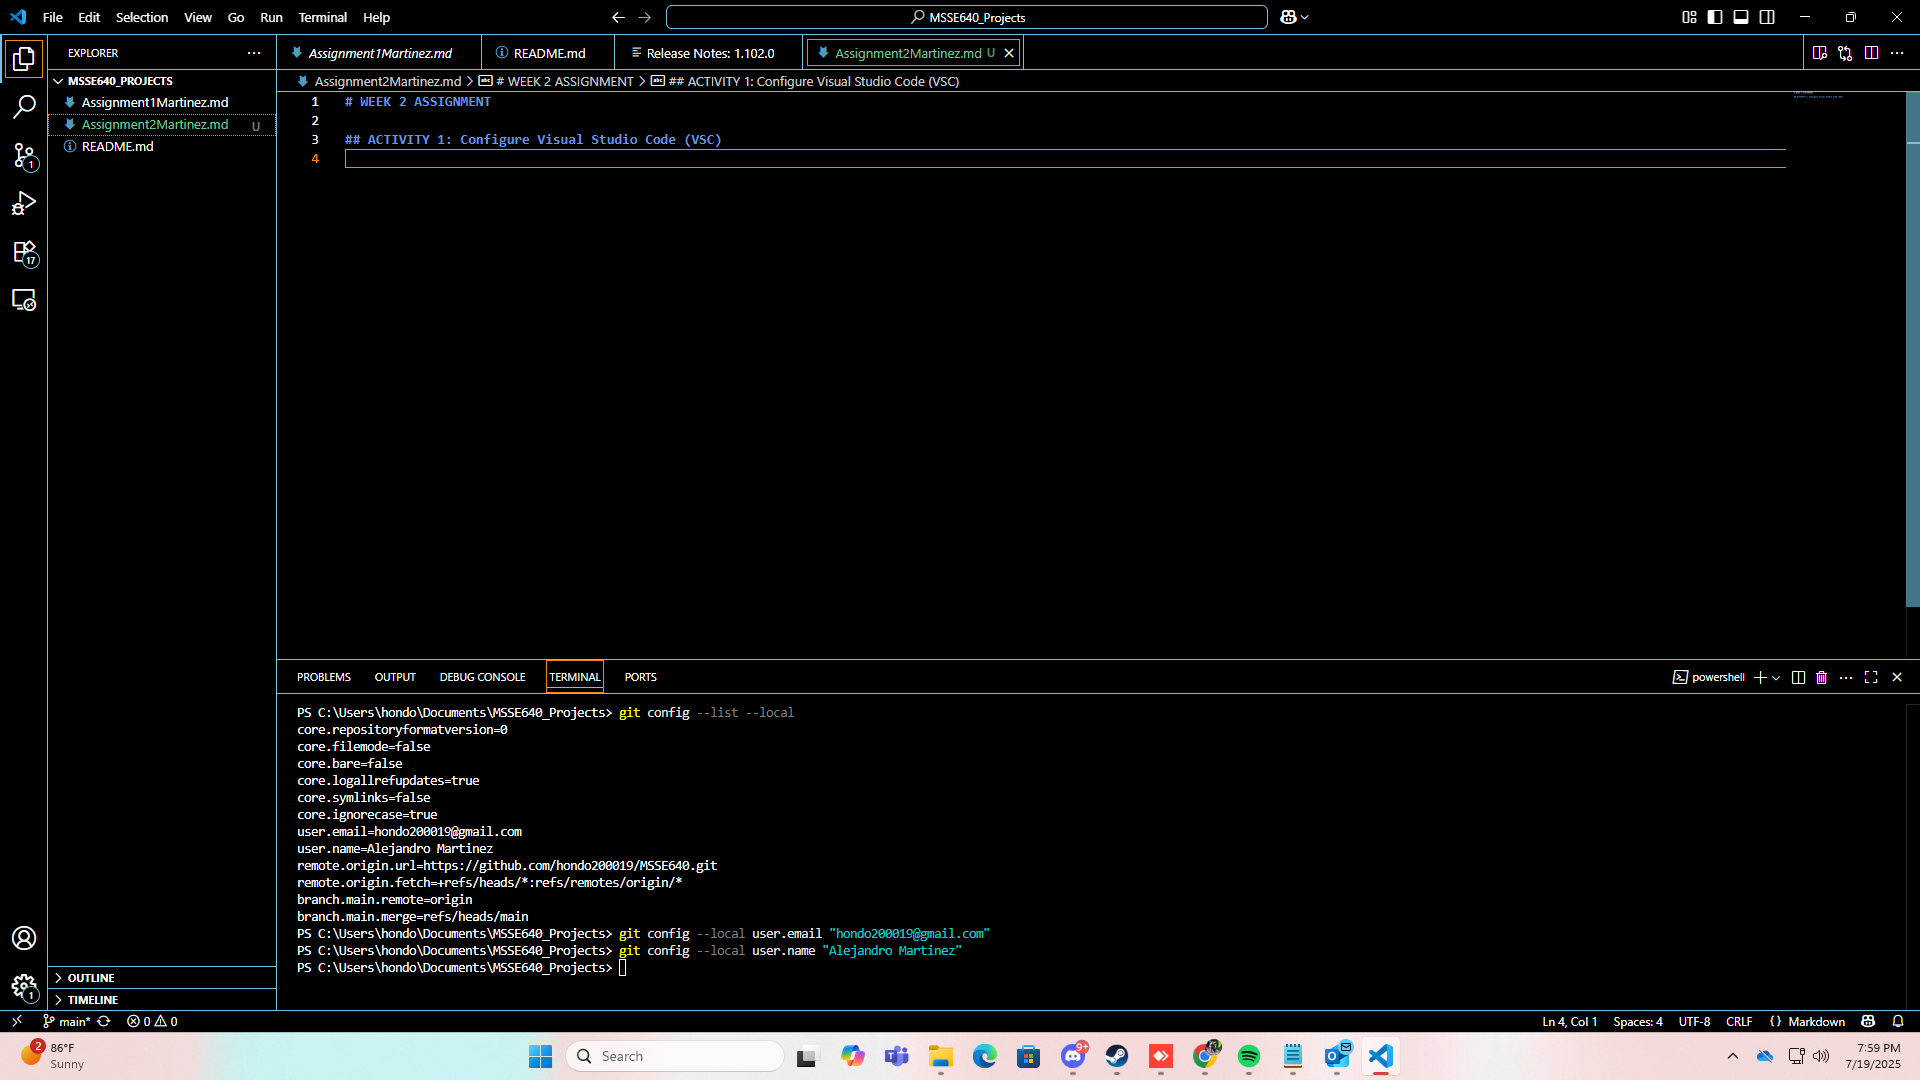 File Edit Selection View Go Run Terminal Help
MSSE640_Projects
EXPLORER
Assignment1Martinez.md
README.md
Release Notes: 1.102.0
Assignment2Martinez.md U
MSSE640_PROJECTS
Assignment1Martinez.md
Assignment2Martinez.md U
README.md
1
17
Assignment2Martinez.md > # WEEK 2 ASSIGNMENT > ## ACTIVITY 1: Configure Visual Studio Code (VSC)
1 # WEEK 2 ASSIGNMENT
2
3 ## ACTIVITY 1: Configure Visual Studio Code (VSC)
4
PROBLEMS OUTPUT DEBUG CONSOLE TERMINAL PORTS
powershell
PS C:\Users\hondo\Documents\MSSE640_Projects> git config --list --local
core.repositoryformatversion=0
core.filemode=false
core.bare=false
core.logallrefupdates=true
core.symlinks=false
core.ignorecase=true
user.email=hondo200019@gmail.com
user.name=Alejandro Martinez
remote.origin.url=https://github.com/hondo200019/MSSE640.git
remote.origin.fetch=+refs/heads/*:refs/remotes/origin/*
branch.main.remote=origin
branch.main.merge=refs/heads/main
PS C:\Users\hondo\Documents\MSSE640_Projects> git config --local user.email "hondo200019@gmail.com"
PS C:\Users\hondo\Documents\MSSE640_Projects> git config --local user.name "Alejandro Martinez"
PS C:\Users\hondo\Documents\MSSE640_Projects>
OUTLINE
TIMELINE
1
main* 0 0
Ln 4, Col 1 Spaces: 4 UTF-8 CRLF {} Markdown
2
86°F
Sunny
Search
9+
7:59 PM
7/19/2025